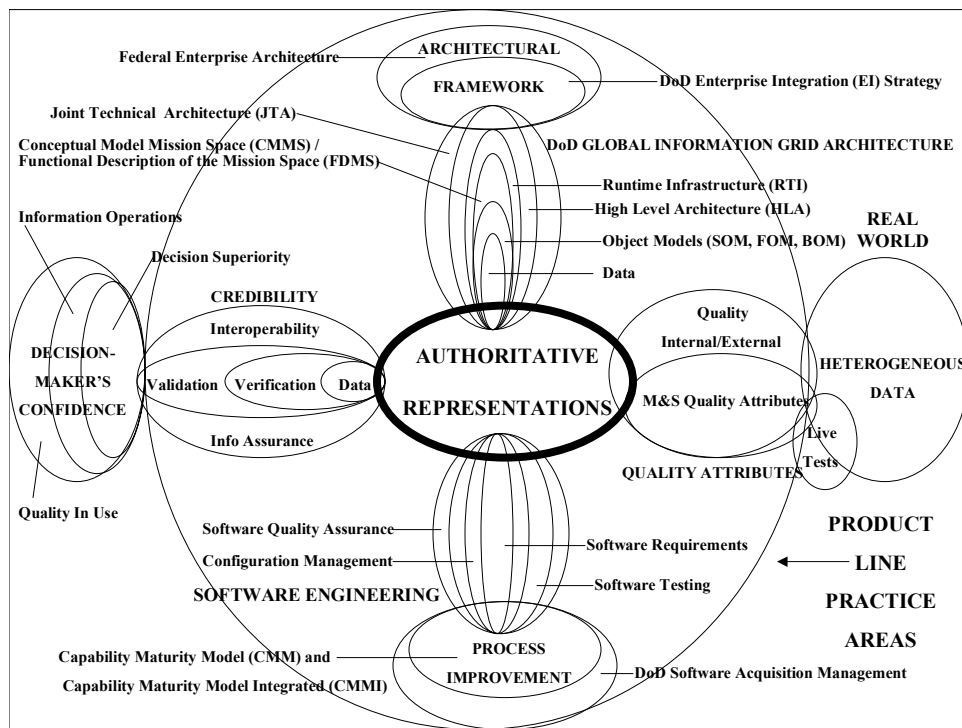 ARCHITECTURAL
Federal Enterprise Architecture
FRAMEWORK
DoD Enterprise Integration (EI) Strategy
Joint Technical Architecture (JTA)
Conceptual Model Mission Space (CMMS) /
Functional Description of the Mission Space (FDMS)
DoD GLOBAL INFORMATION GRID ARCHITECTURE
Runtime Infrastructure (RTI)
High Level Architecture (HLA)
Object Models (SOM, FOM, BOM)
Data
REAL
WORLD
Information Operations
Decision Superiority
CREDIBILITY
Interoperability
DECISION-
MAKER'S
CONFIDENCE
Validation
Verification
Data
Info Assurance
Quality In Use
AUTHORITATIVE
REPRESENTATIONS
Quality
Internal/External
M&S Quality Attributes
QUALITY ATTRIBUTES
HETEROGENEOUS
DATA
Live
Tests
Software Quality Assurance
Configuration Management
SOFTWARE ENGINEERING
Software Requirements
Software Testing
PRODUCT
LINE
PRACTICE
AREAS
PROCESS
IMPROVEMENT
Capability Maturity Model (CMM) and
Capability Maturity Model Integrated (CMMI)
DoD Software Acquisition Management